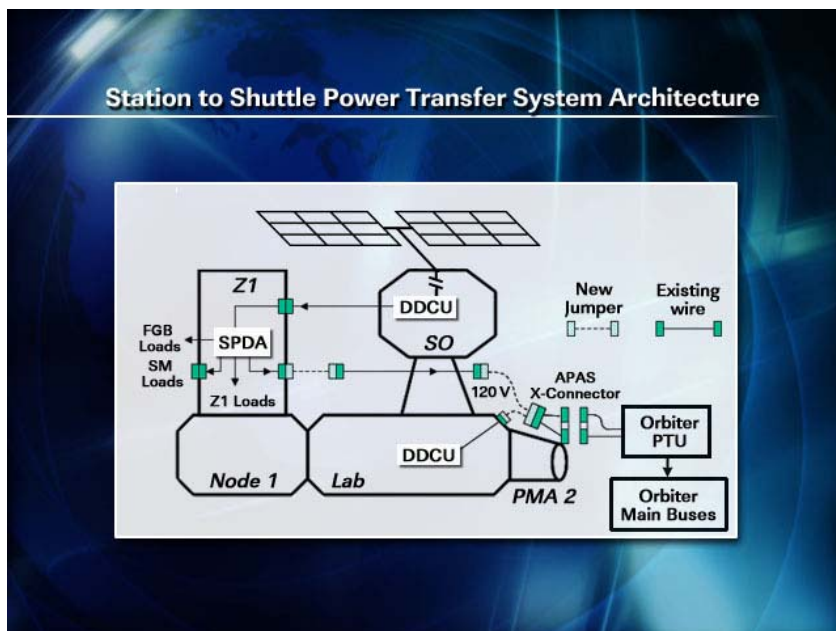 Station to Shuttle Power Transfer System Architecture
Z1
DDCU
SO
New
Jumper
Existing
wire
FGB
Loads
SPDA
SM
Loads
Z1 Loads
120 V
APAS
X-Connector
Orbiter
PTU
DDCU
Node 1
Lab
PMA 2
Orbiter
Main Buses